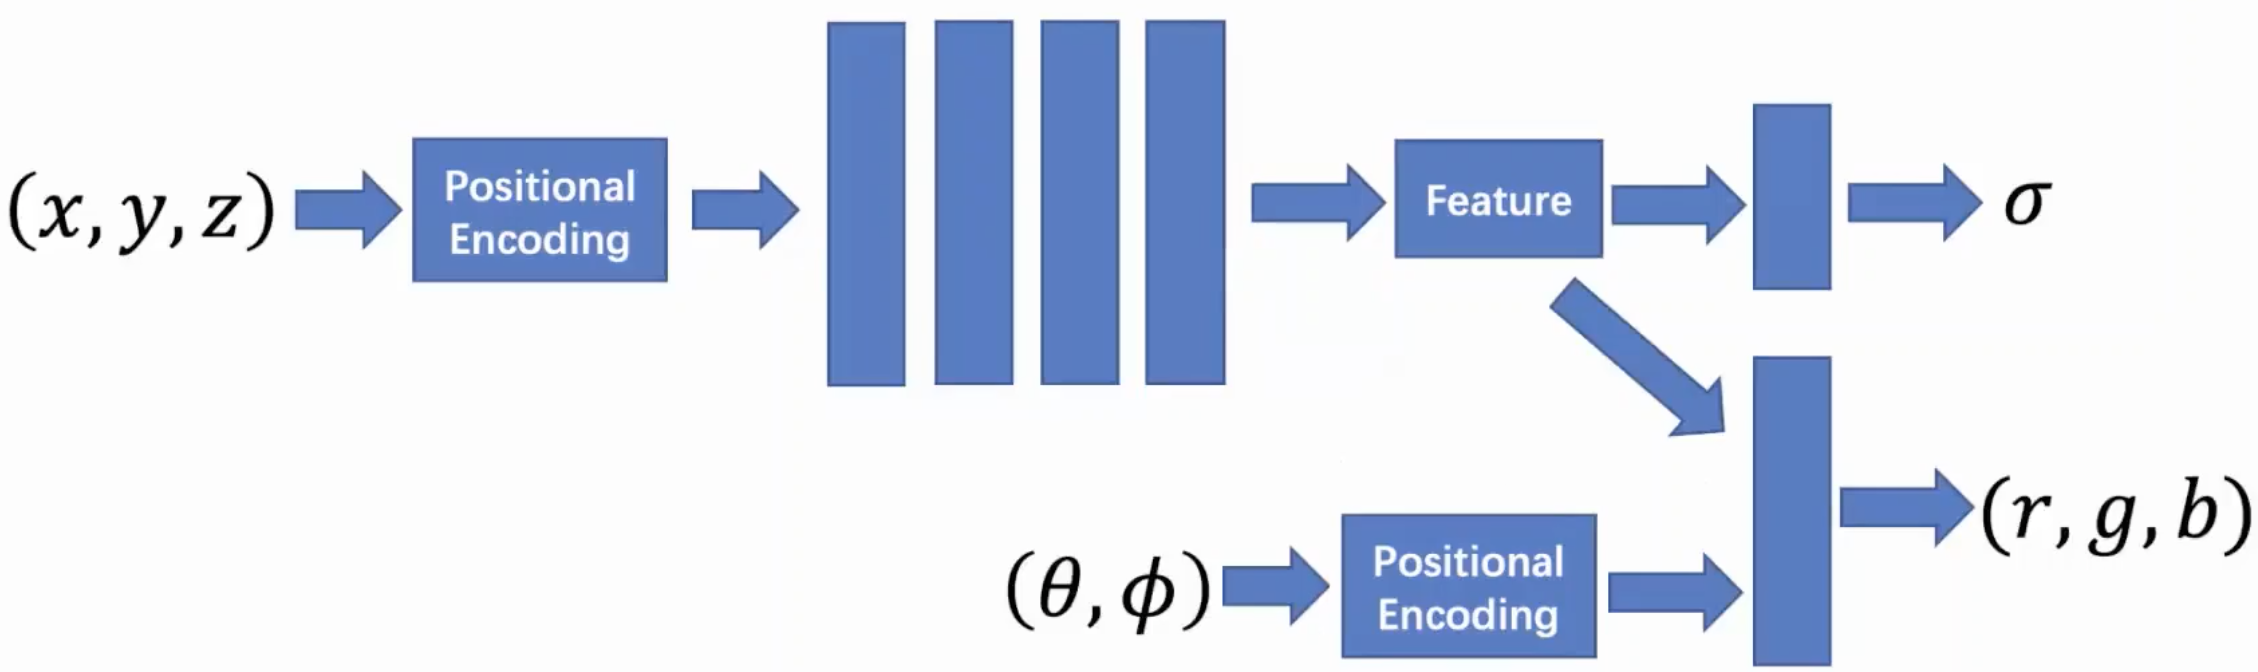 (x, y, z)
Positional
Encoding
Feature
σ
(θ, ϕ)
Positional
Encoding
(r, g, b)